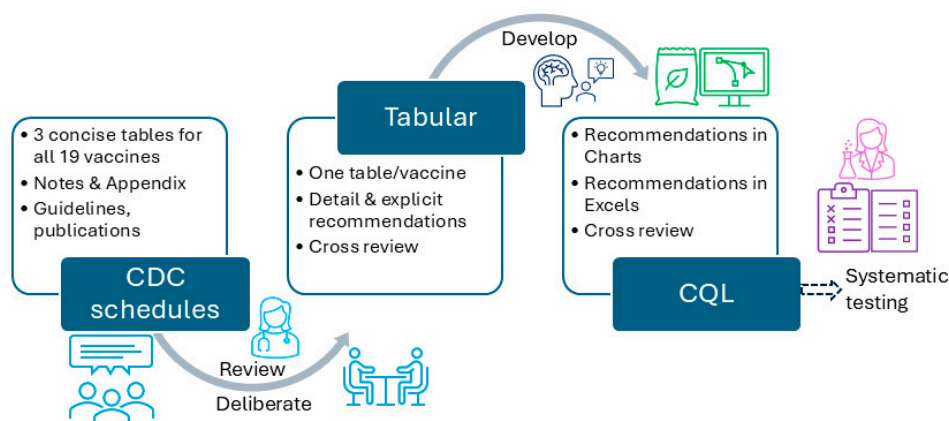 • 3 concise tables for
all 19 vaccines
• Notes & Appendix
• Guidelines,
publications
CDC
schedules
Review
Deliberate
Tabular
• One table/vaccine
• Detail & explicit
recommendations
• Cross review
Develop
• Recommendations in
Charts
• Recommendations in
Excels
• Cross review
CQL
Systematic
testing